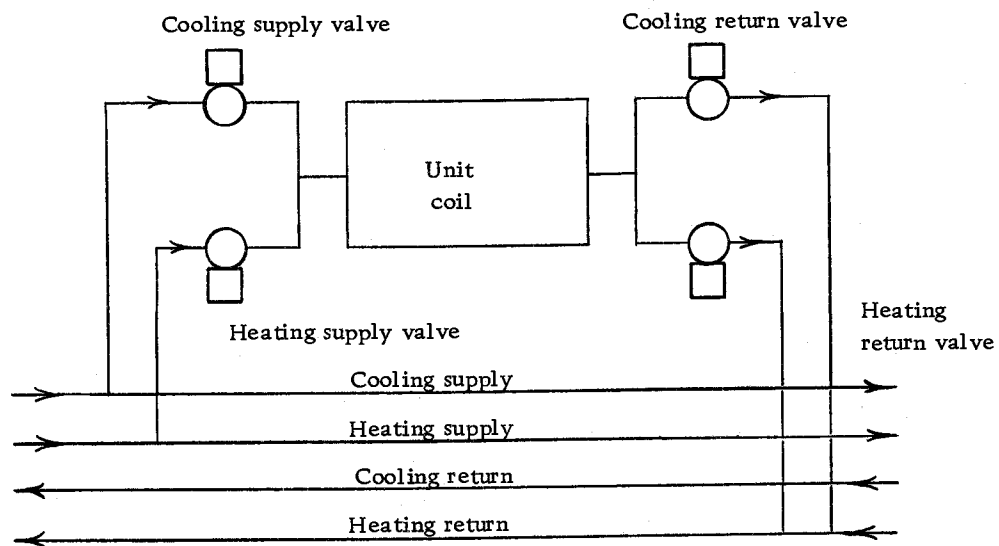 Cooling supply valve
Cooling return valve
Unit
coil
Heating supply valve
Heating
return valve
Cooling supply
Heating supply
Cooling return
Heating return